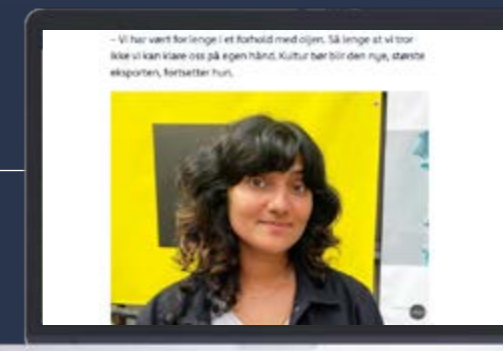 – Vi har vært for lenge i et forhold med oljen. Så lenge at vi tror
ikke vi kan klare oss på egen hånd. Kultur bør blir den nye, største
eksporten, fortsetter hun.